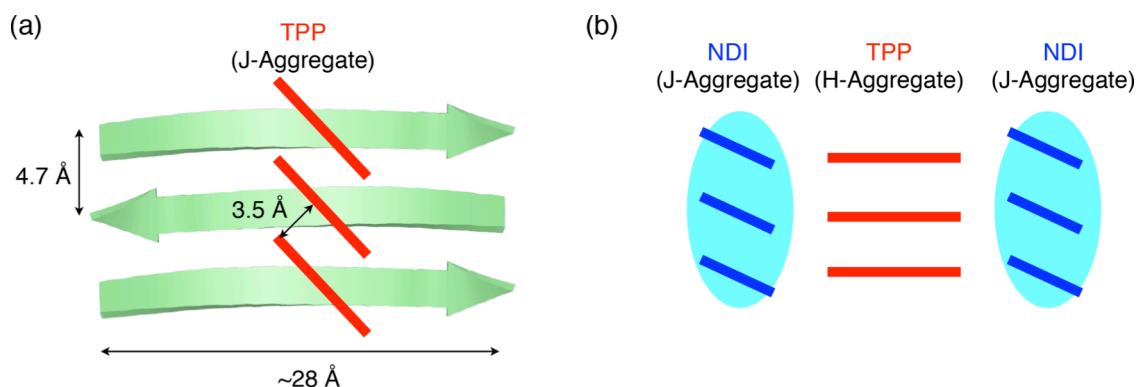 (a)
TPP
(J-Aggregate)
4.7 Å
3.5 Å
~28 Å
(b)
NDI
(J-Aggregate)
TPP
(H-Aggregate)
NDI
(J-Aggregate)